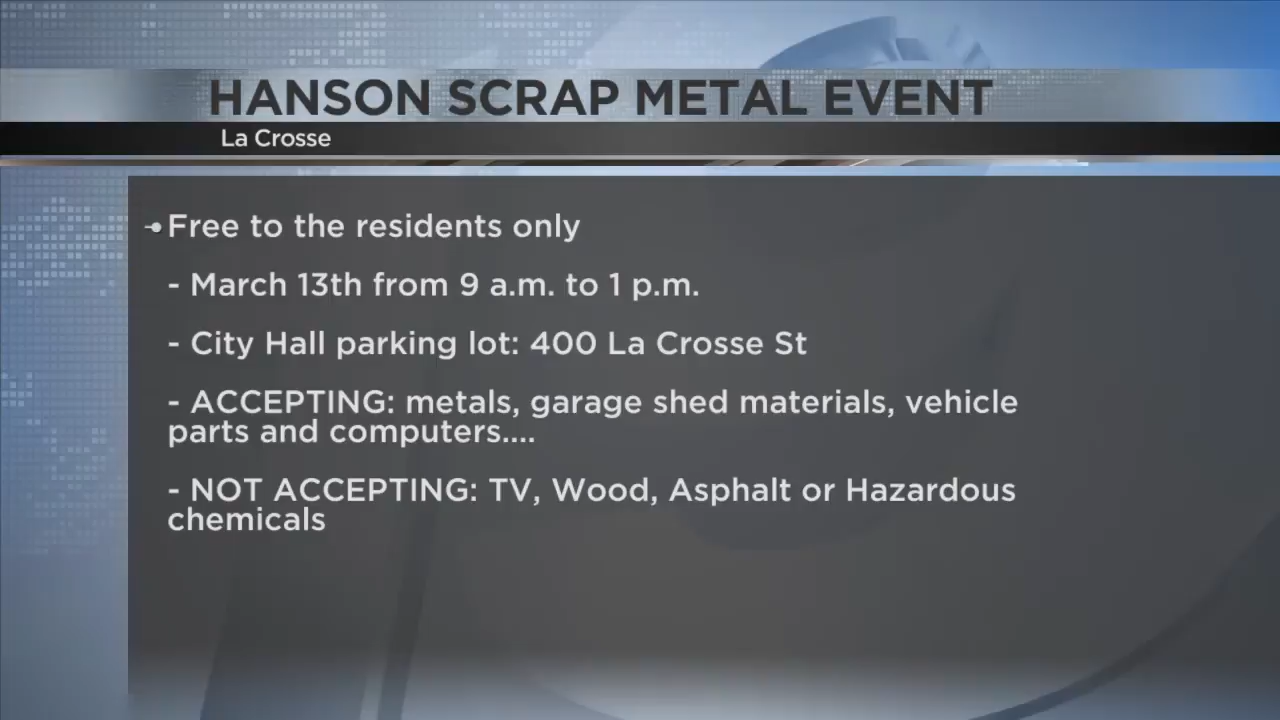 HANSON SCRAP METAL EVENT
La Crosse
Free to the residents only
- March 13th from 9 a.m. to 1 p.m.
- City Hall parking lot: 400 La Crosse St
- ACCEPTING: metals, garage shed materials, vehicle
parts and computers....
- NOT ACCEPTING: TV, Wood, Asphalt or Hazardous
chemicals